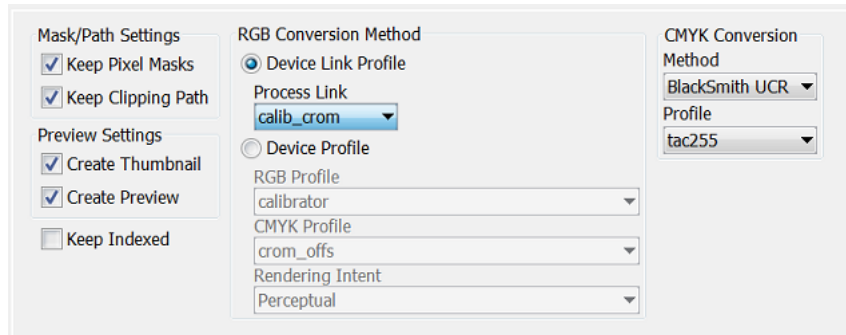 Mask/Path Settings
Keep Pixel Masks
Keep Clipping Path
Preview Settings
Create Thumbnail
Create Preview
Keep Indexed
RGB Conversion Method
Device Link Profile
Process Link
calib_crom
Device Profile
RGB Profile
calibrator
CMYK Profile
crom_offs
Rendering Intent
Perceptual
CMYK Conversion
Method
BlackSmith UCR
Profile
tac255